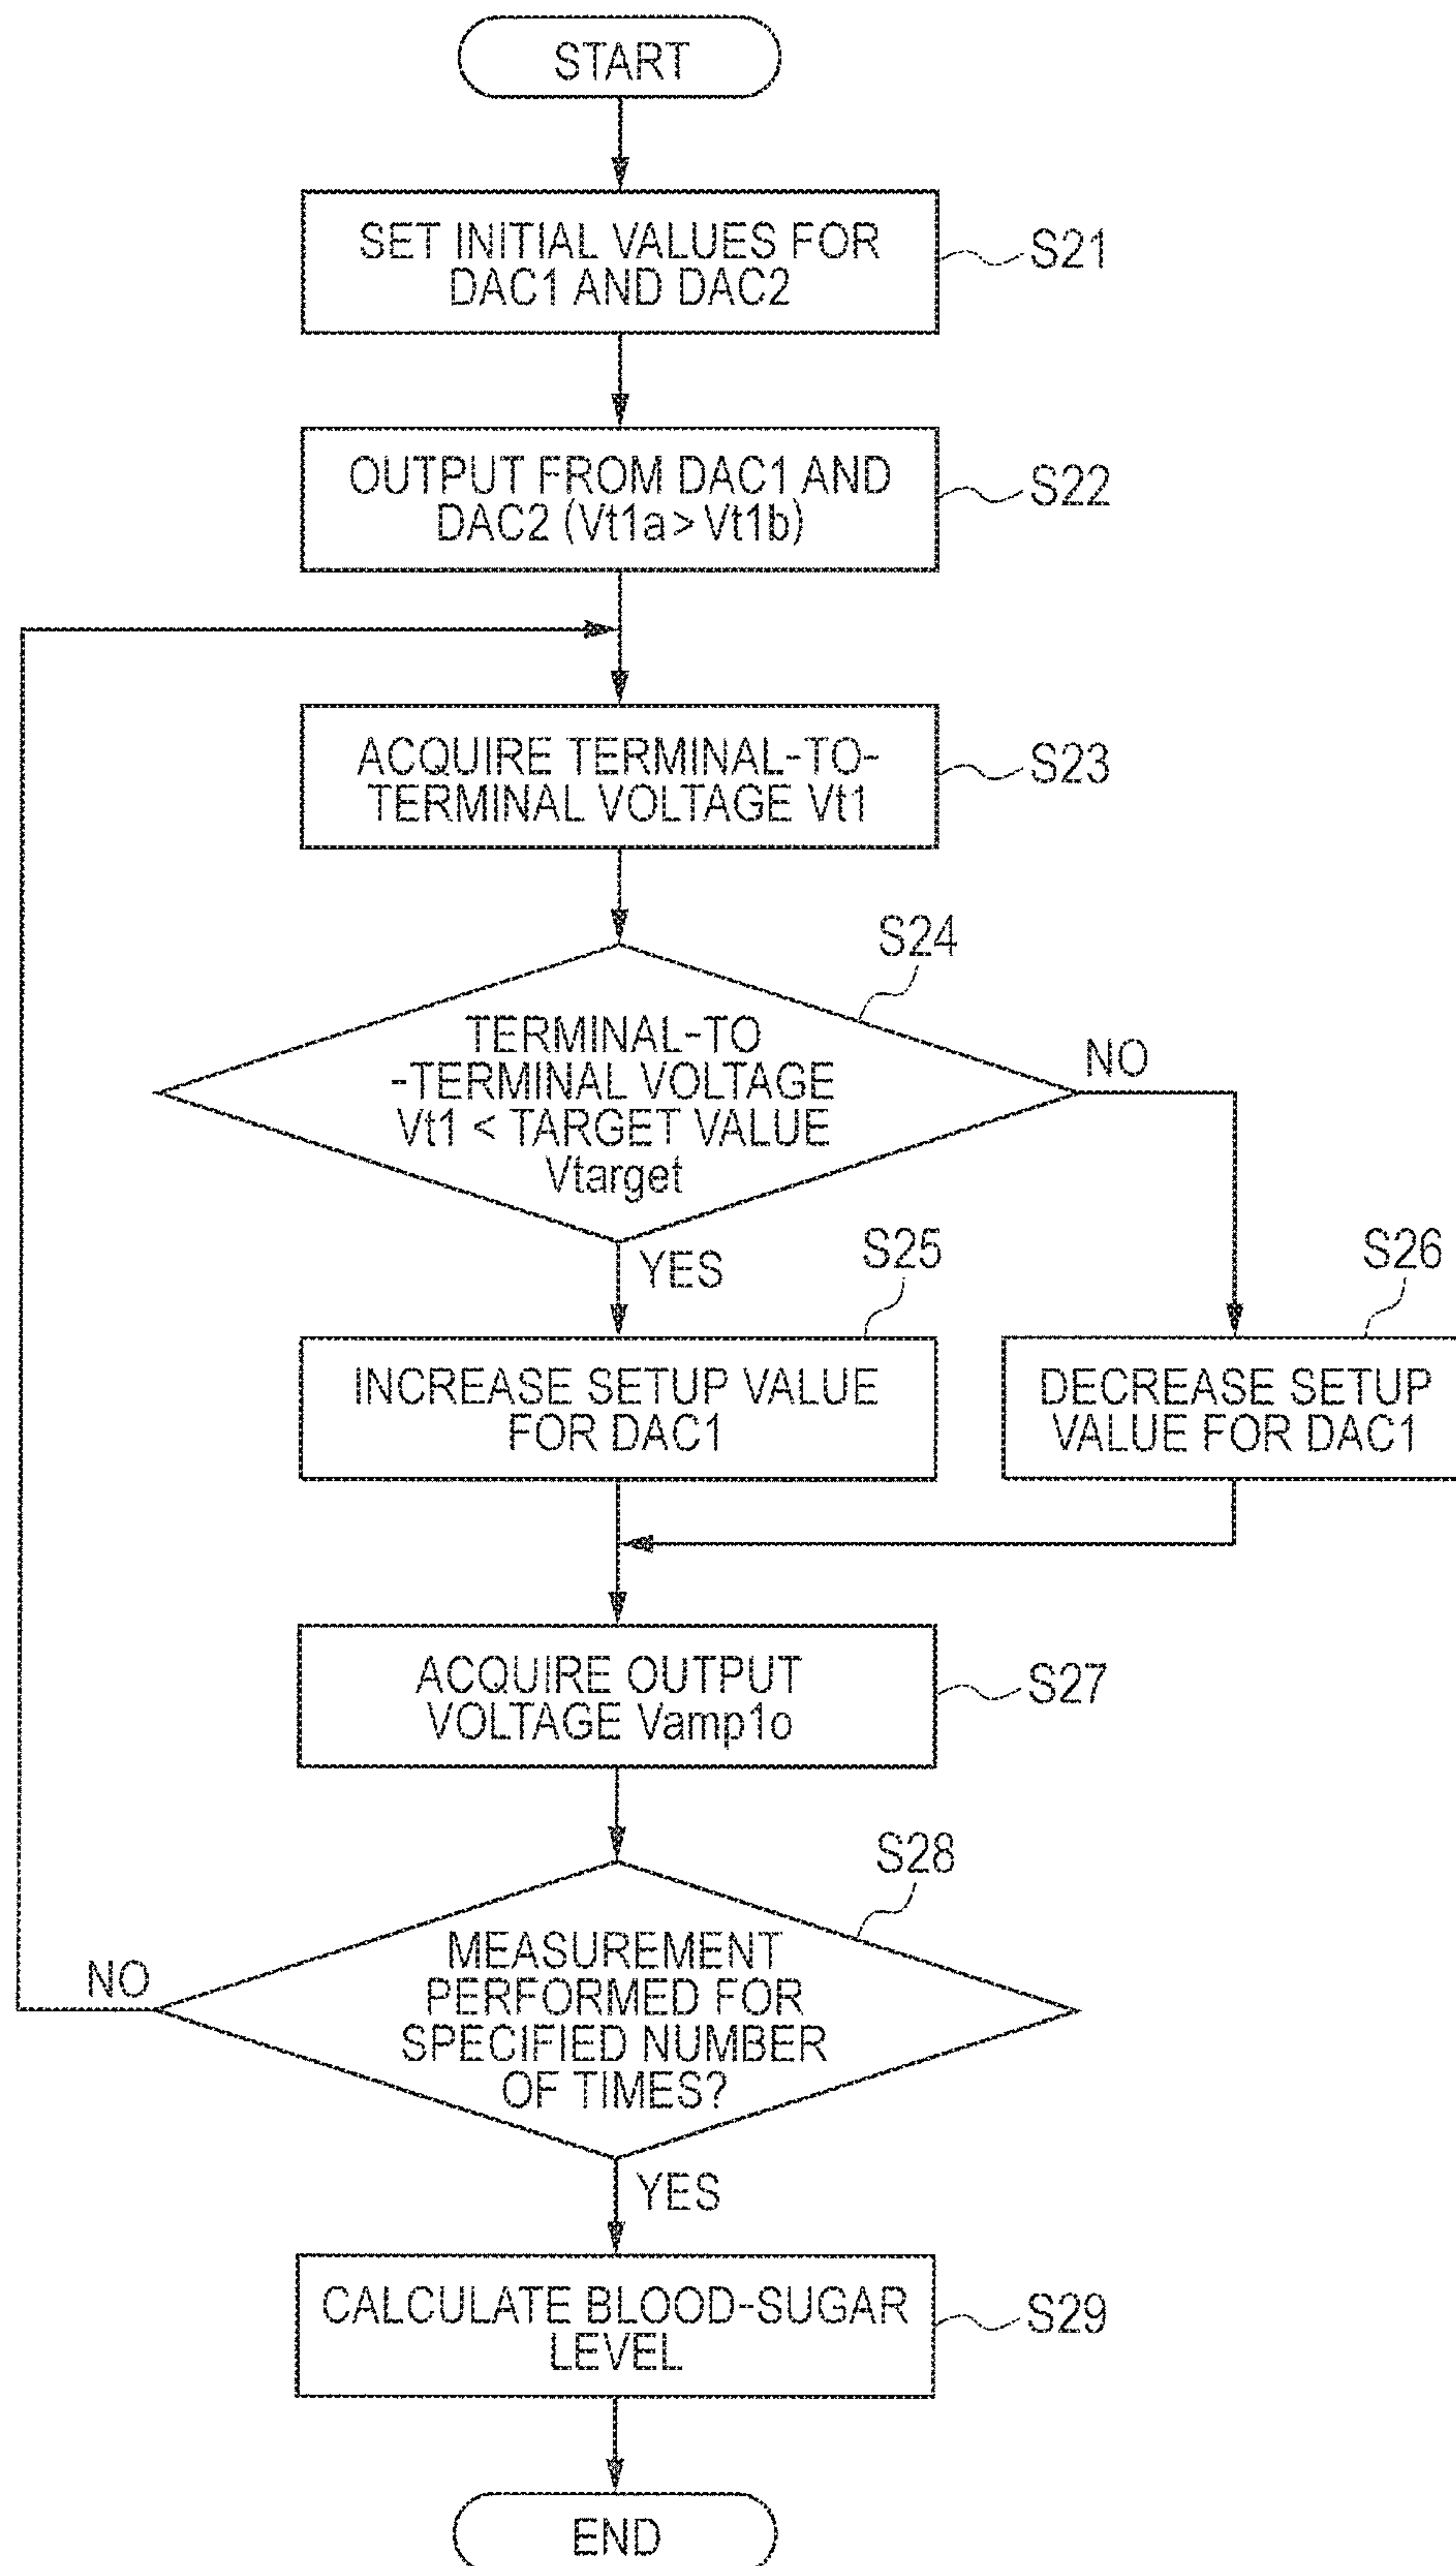 START
SET INITIAL VALUES FOR
DAC1 AND DAC2
S21
OUTPUT FROM DAC1 AND
DAC2 (Vt1a > Vt1b)
S22
ACQUIRE TERMINAL-TO-
TERMINAL VOLTAGE Vt1
S23
S24
TERMINAL-TO
-TERMINAL VOLTAGE
Vt1 < TARGET VALUE
Vtarget
NO
YES
S25
INCREASE SETUP VALUE
FOR DAC1
S26
DECREASE SETUP
VALUE FOR DAC1
ACQUIRE OUTPUT
VOLTAGE Vamp1o
S27
S28
MEASUREMENT
PERFORMED FOR
SPECIFIED NUMBER
OF TIMES?
NO
YES
CALCULATE BLOOD-SUGAR
LEVEL
S29
END